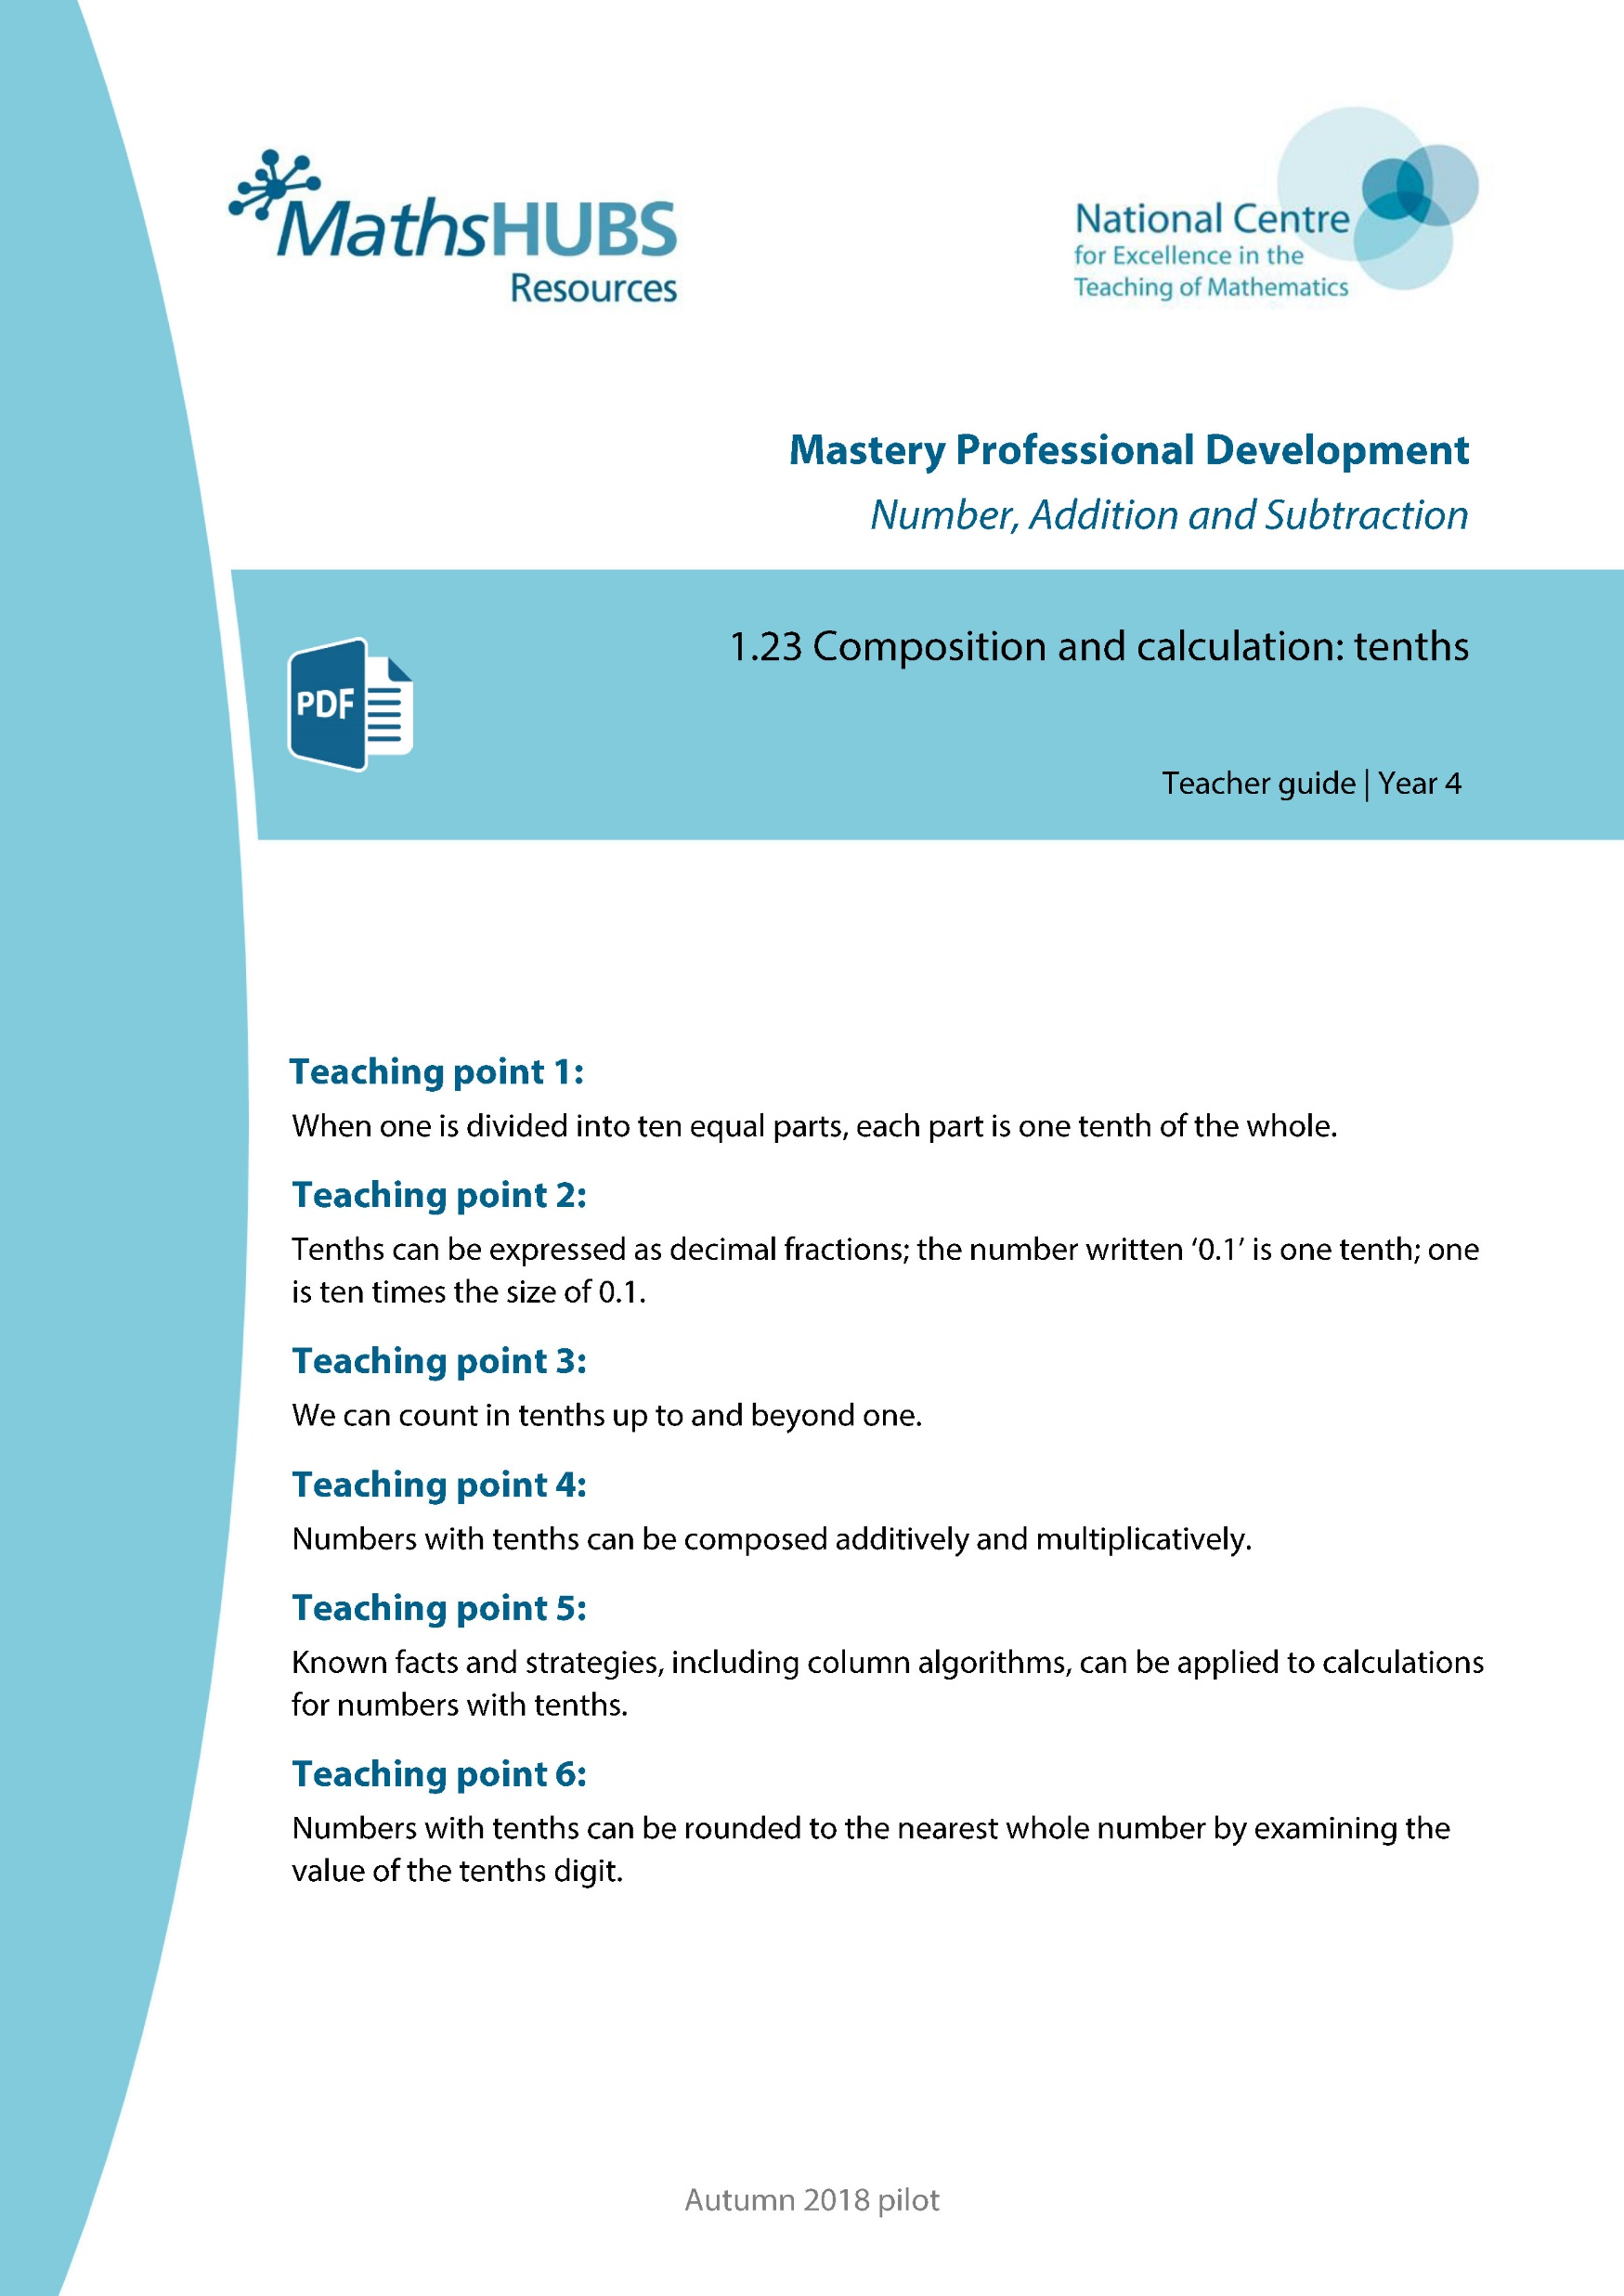 MathsHUBS
Resources
National Centre
for Excellence in the
Teaching of Mathematics
Mastery Professional Development
Number, Addition and Subtraction
1.23 Composition and calculation: tenths
PDF
Teacher guide | Year 4
Teaching point 1:
When one is divided into ten equal parts, each part is one tenth of the whole.
Teaching point 2:
Tenths can be expressed as decimal fractions; the number written ‘0.1’ is one tenth; one
is ten times the size of 0.1.
Teaching point 3:
We can count in tenths up to and beyond one.
Teaching point 4:
Numbers with tenths can be composed additively and multiplicatively.
Teaching point 5:
Known facts and strategies, including column algorithms, can be applied to calculations
for numbers with tenths.
Teaching point 6:
Numbers with tenths can be rounded to the nearest whole number by examining the
value of the tenths digit.
Autumn 2018 pilot